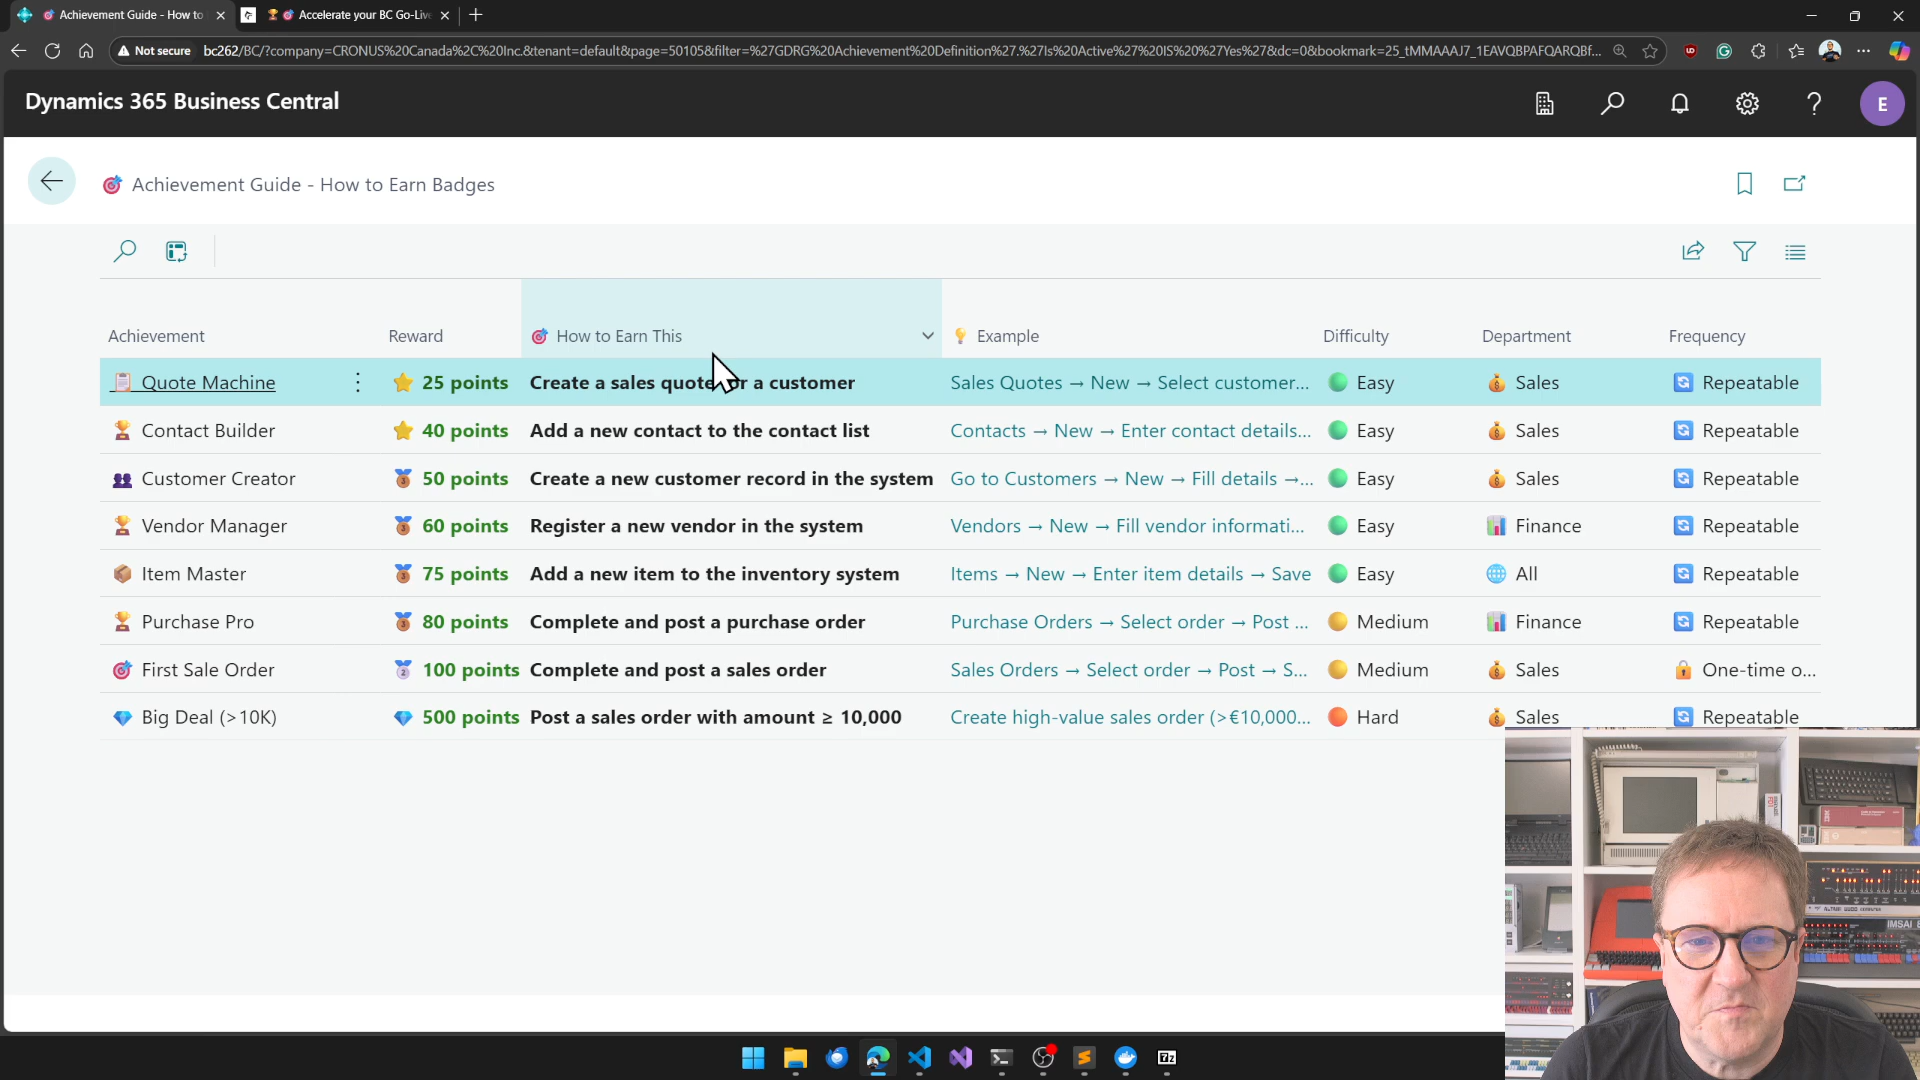 Achievement Guide - How to
Accelerate your BC Go-Live
Not secure
bc262/BC/?company=CRONUS%20Canada%2C%20Inc.&tenant=default&page=50105&filter=%27GDRG%20Achievement%20Definition%27.%27Is%20Active%27%20IS%20%27Yes%27&dc=0&bookmark=25_tMMAAAJ7_1EAVQBPAFQARQBf...
Dynamics 365 Business Central
E
Achievement Guide - How to Earn Badges
Achievement Reward How to Earn This Example Difficulty Department Frequency
Quote Machine 25 points Create a sales quote for a customer Sales Quotes → New → Select customer... Easy Sales Repeatable
Contact Builder 40 points Add a new contact to the contact list Contacts → New → Enter contact details... Easy Sales Repeatable
Customer Creator 50 points Create a new customer record in the system Go to Customers → New → Fill details →... Easy Sales Repeatable
Vendor Manager 60 points Register a new vendor in the system Vendors → New → Fill vendor informati... Easy Finance Repeatable
Item Master 75 points Add a new item to the inventory system Items → New → Enter item details → Save Easy All Repeatable
Purchase Pro 80 points Complete and post a purchase order Purchase Orders → Select order → Post ... Medium Finance Repeatable
First Sale Order 100 points Complete and post a sales order Sales Orders → Select order → Post → S... Medium Sales One-time o...
Big Deal (>10K) 500 points Post a sales order with amount ≥ 10,000 Create high-value sales order (>€10,000... Hard Sales Repeatable
IMSAI 8
7z